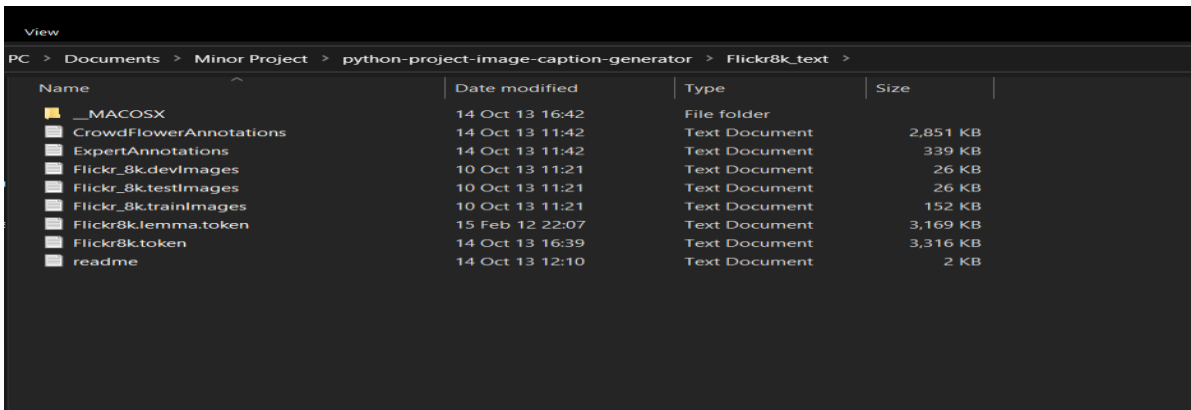 View
PC > Documents > Minor Project > python-project-image-caption-generator > Flickr8k_text >
Name Date modified Type Size
__MACOSX 14 Oct 13 16:42 File folder
CrowdFlowerAnnotations 14 Oct 13 11:42 Text Document 2,851 KB
ExpertAnnotations 14 Oct 13 11:42 Text Document 339 KB
Flickr_8k.devImages 10 Oct 13 11:21 Text Document 26 KB
Flickr_8k.testImages 10 Oct 13 11:21 Text Document 26 KB
Flickr_8k.trainImages 10 Oct 13 11:21 Text Document 152 KB
Flickr8k.lemma.token 15 Feb 12 22:07 Text Document 3,169 KB
Flickr8k.token 14 Oct 13 16:39 Text Document 3,316 KB
readme 14 Oct 13 12:10 Text Document 2 KB